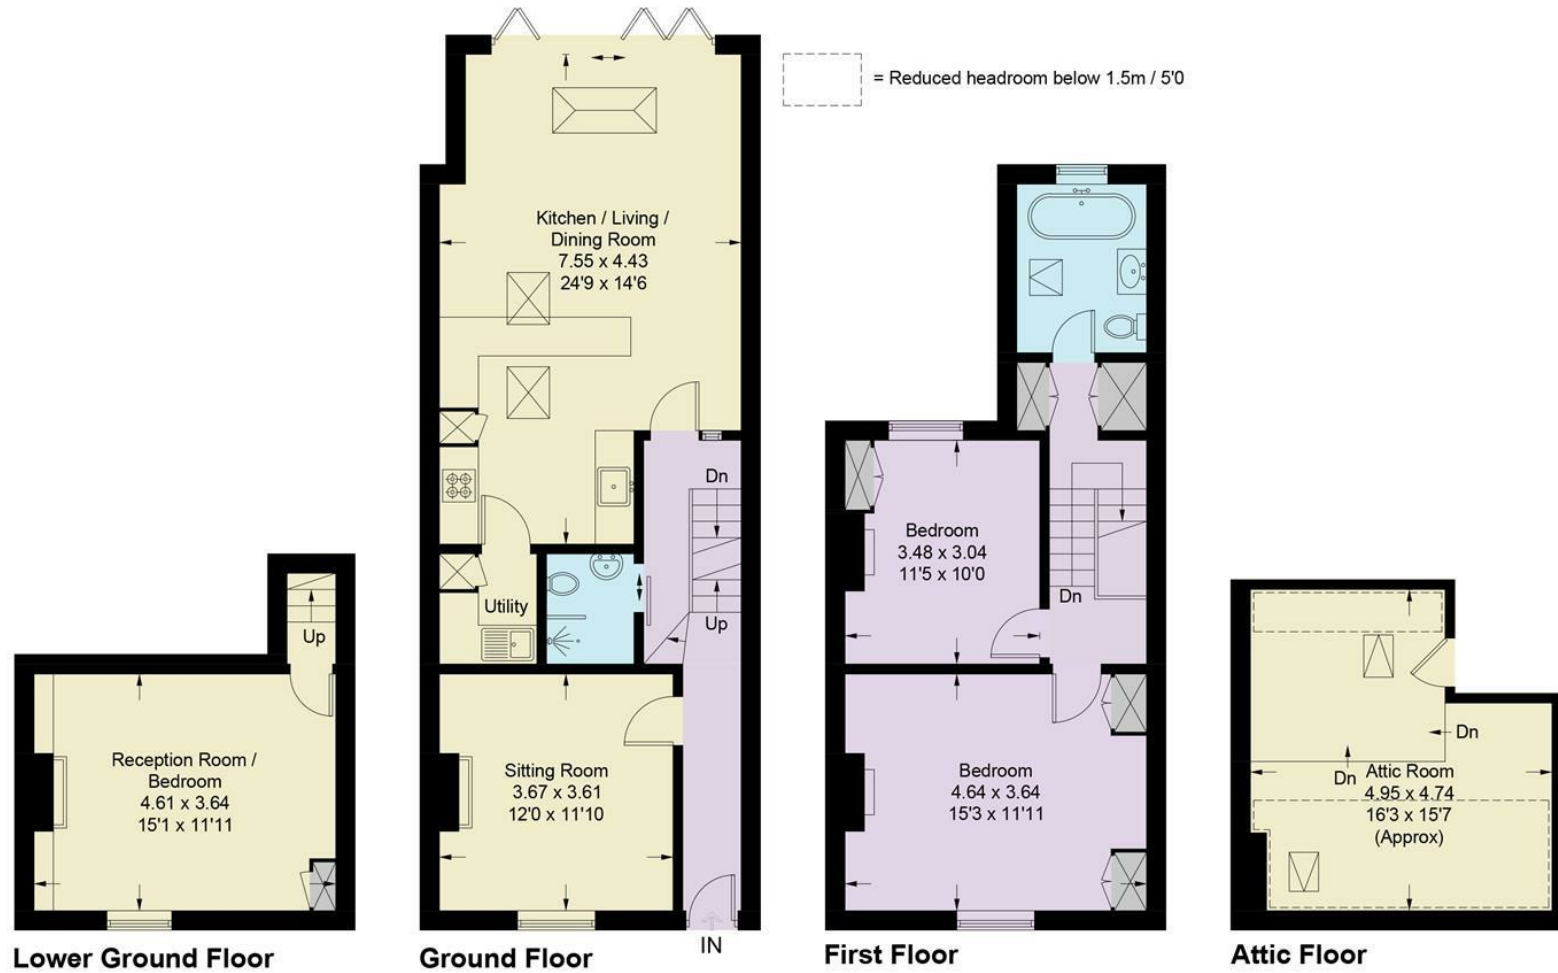 = Reduced headroom below 1.5m / 5'0
Kitchen / Living /
Dining Room
7.55 x 4.43
24'9 x 14'6
Dn
Utility
Up
Sitting Room
3.67 x 3.61
12'0 x 11'10
IN
Up
Reception Room /
Bedroom
4.61 x 3.64
15'1 x 11'11
Bedroom
3.48 x 3.04
11'5 x 10'0
Dn
Bedroom
4.64 x 3.64
15'3 x 11'11
Dn
Dn
Attic Room
4.95 x 4.74
16'3 x 15'7
(Approx)
Lower Ground Floor
Ground Floor
First Floor
Attic Floor